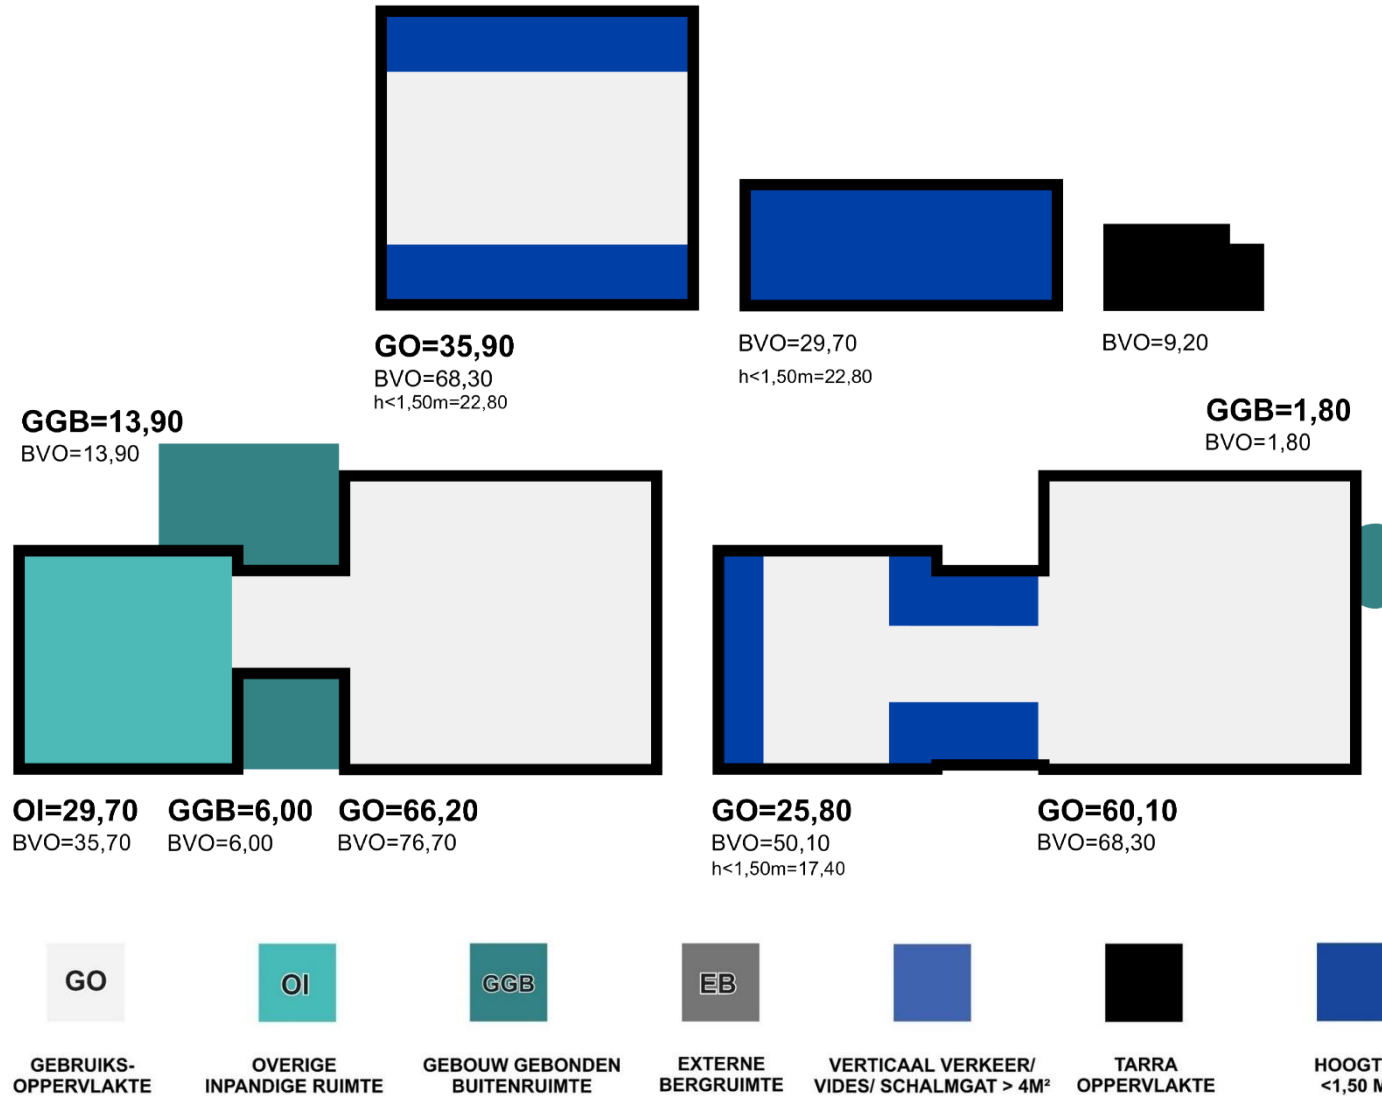 GO=35,90
BVO=68,30
h<1,50m=22,80
BVO=29,70
h<1,50m=22,80
BVO=9,20
GGB=13,90
BVO=13,90
GGB=1,80
BVO=1,80
OI=29,70
BVO=35,70
GGB=6,00
BVO=6,00
GO=66,20
BVO=76,70
GO=25,80
BVO=50,10
h<1,50m=17,40
GO=60,10
BVO=68,30
GO
OI
GGB
EB
GEBRUIKS-
OPPERVLAKTE
OVERIGE
INPANDIGE RUIMTE
GEBOUW GEBONDEN
BUITENRUIMTE
EXTERNE
BERGRUIMTE
VERTICAAL VERKEER/
VIDES/ SCHALMGAT > 4M²
TARRA
OPPERVLAKTE
HOOGT
<1,50 M